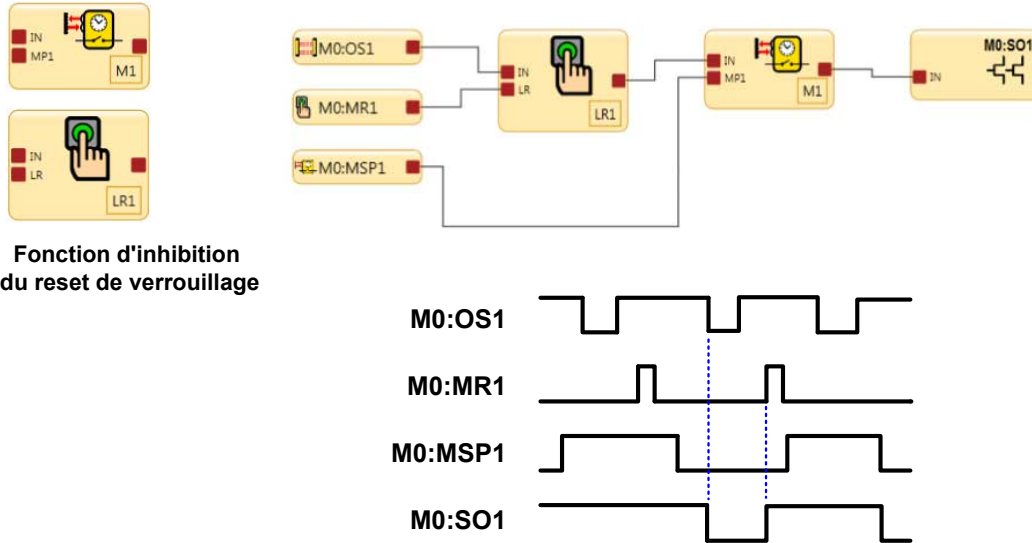 IN
MP1
M1
IN
LR
LR1
Fonction d'inhibition
du reset de verrouillage
M0:OS1
M0:MR1
M0:MSP1
IN
LR
LR1
IN
MP1
M1
M0:SO1
IN
M0:OS1
M0:MR1
M0:MSP1
M0:SO1